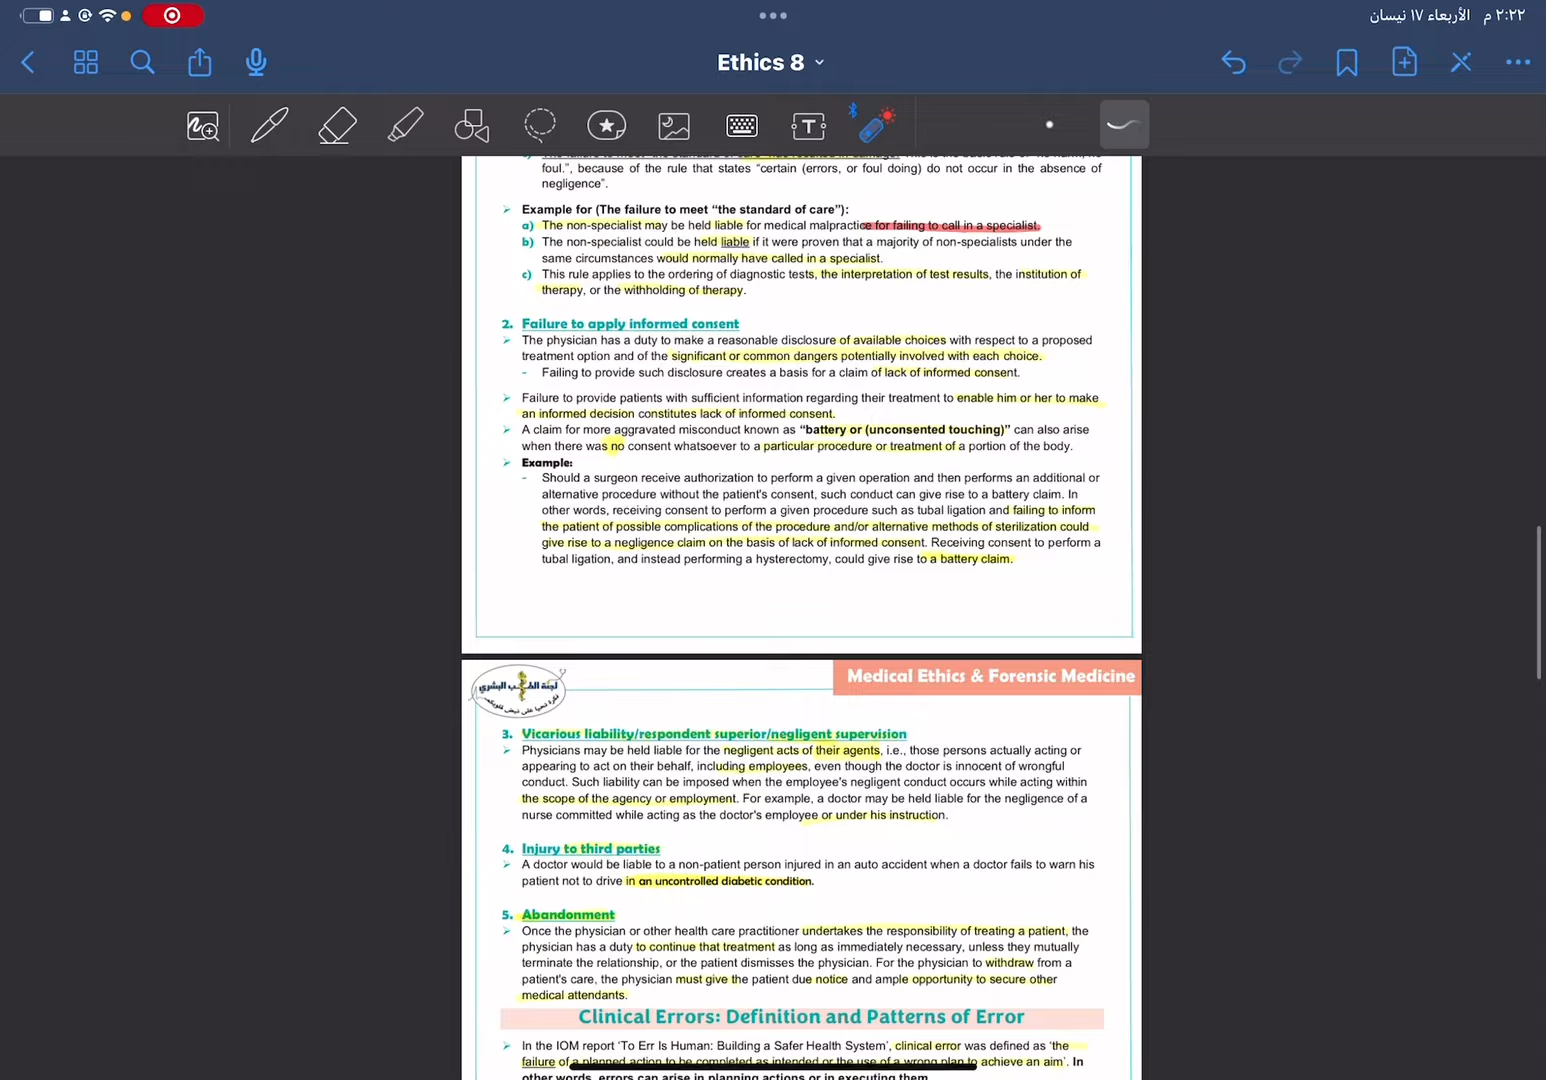 ٢:٢٢ م الأربعاء ١٧ نيسان
Ethics 8
T
foul.”, because of the rule that states “certain (errors, or foul doing) do not occur in the absence of
negligence”.
Example for (The failure to meet “the standard of care”):
a) The non-specialist may be held liable for medical malpractice for failing to call in a specialist.
b) The non-specialist could be held liable if it were proven that a majority of non-specialists under the
same circumstances would normally have called in a specialist.
c) This rule applies to the ordering of diagnostic tests, the interpretation of test results, the institution of
therapy, or the withholding of therapy.
2. Failure to apply informed consent
The physician has a duty to make a reasonable disclosure of available choices with respect to a proposed
treatment option and of the significant or common dangers potentially involved with each choice.
- Failing to provide such disclosure creates a basis for a claim of lack of informed consent.
Failure to provide patients with sufficient information regarding their treatment to enable him or her to make
an informed decision constitutes lack of informed consent.
A claim for more aggravated misconduct known as “battery or (unconsented touching)” can also arise
when there was no consent whatsoever to a particular procedure or treatment of a portion of the body.
Example:
- Should a surgeon receive authorization to perform a given operation and then performs an additional or
alternative procedure without the patient's consent, such conduct can give rise to a battery claim. In
other words, receiving consent to perform a given procedure such as tubal ligation and failing to inform
the patient of possible complications of the procedure and/or alternative methods of sterilization could
give rise to a negligence claim on the basis of lack of informed consent. Receiving consent to perform a
tubal ligation, and instead performing a hysterectomy, could give rise to a battery claim.
لجنة الطب البشري
Medical Ethics & Forensic Medicine
3. Vicarious liability/respondent superior/negligent supervision
Physicians may be held liable for the negligent acts of their agents, i.e., those persons actually acting or
appearing to act on their behalf, including employees, even though the doctor is innocent of wrongful
conduct. Such liability can be imposed when the employee's negligent conduct occurs while acting within
the scope of the agency or employment. For example, a doctor may be held liable for the negligence of a
nurse committed while acting as the doctor's employee or under his instruction.
4. Injury to third parties
A doctor would be liable to a non-patient person injured in an auto accident when a doctor fails to warn his
patient not to drive in an uncontrolled diabetic condition.
5. Abandonment
Once the physician or other health care practitioner undertakes the responsibility of treating a patient, the
physician has a duty to continue that treatment as long as immediately necessary, unless they mutually
terminate the relationship, or the patient dismisses the physician. For the physician to withdraw from a
patient's care, the physician must give the patient due notice and ample opportunity to secure other
medical attendants.
Clinical Errors: Definition and Patterns of Error
In the IOM report ‘To Err Is Human: Building a Safer Health System’, clinical error was defined as ‘the
failure of a planned action to be completed as intended or the use of a wrong plan to achieve an aim’. In
other words, errors can arise in planning actions or in executing them.